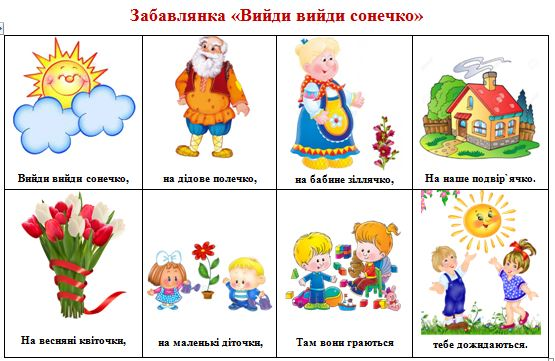 Забавлянка «Вийди вийди сонечко»
Вийди вийди сонечко,
на дідове полечко,
на бабине зіллячко,
На наше подвір`ячко.
На весняні квіточки,
на маленькі діточки,
Там вони граються
тебе дожидаються.